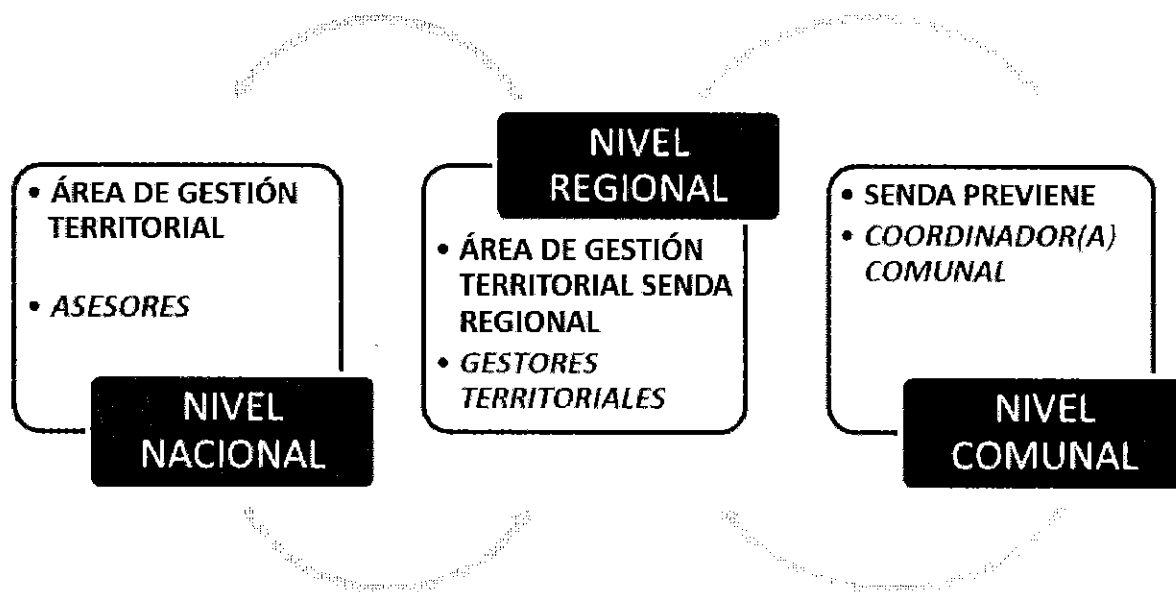 • ÁREA DE GESTIÓN
TERRITORIAL
• ASESORES
NIVEL
NACIONAL
NIVEL
REGIONAL
• ÁREA DE GESTIÓN
TERRITORIAL SENDA
REGIONAL
• GESTORES
TERRITORIALES
• SENDA PREVIENE
• COORDINADOR(A)
COMUNAL
NIVEL
COMUNAL